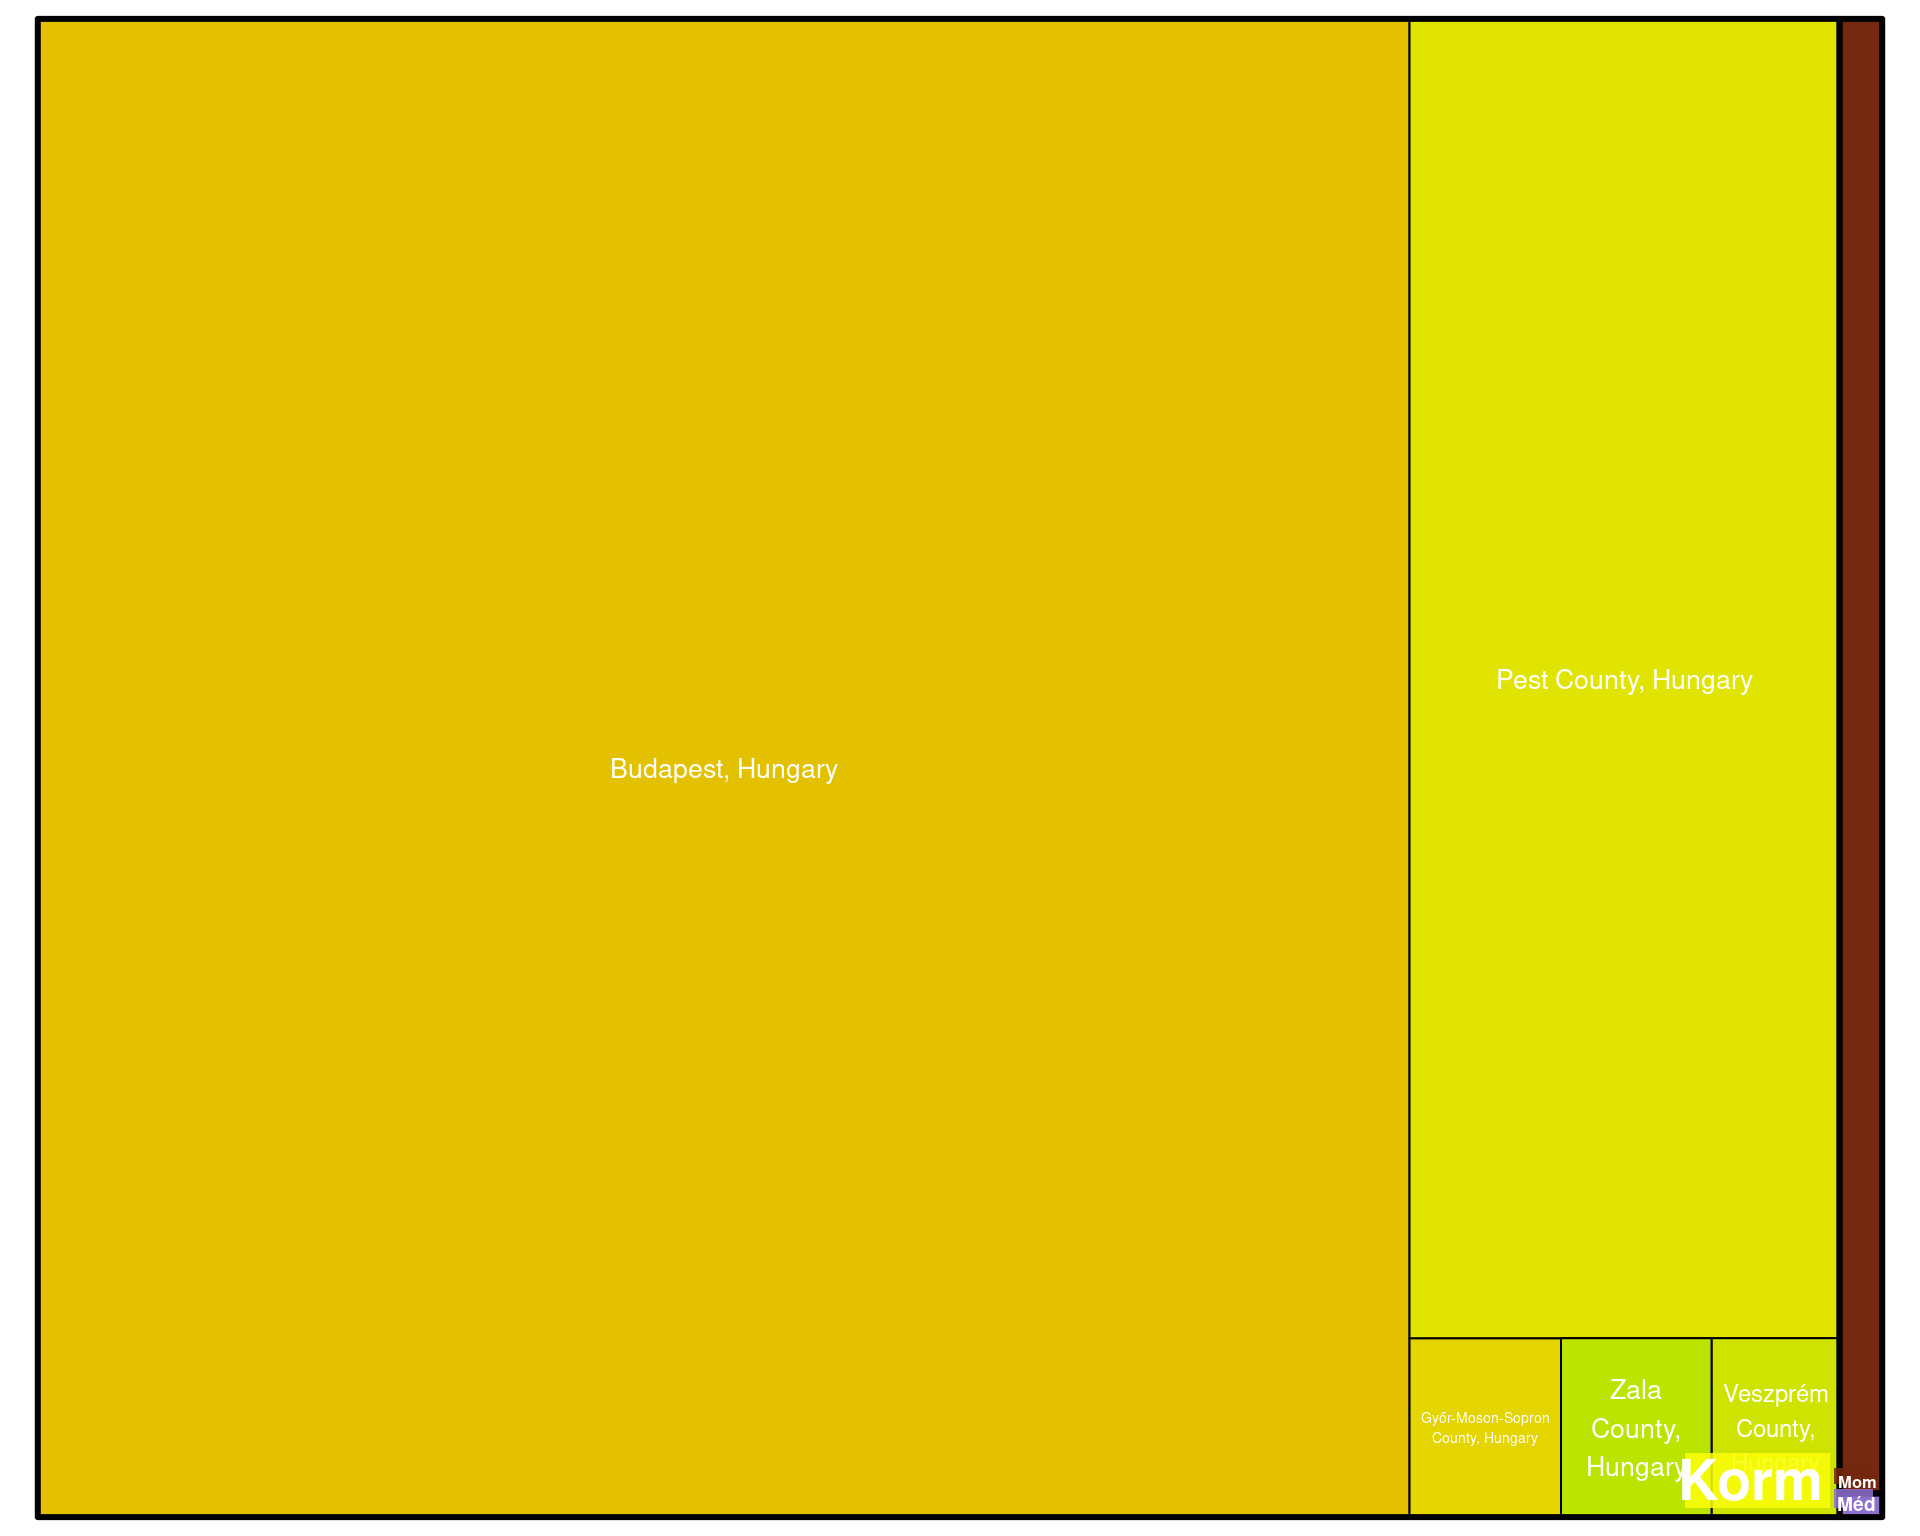 Budapest, Hungary
Pest County, Hungary
Győr-Moson-Sopron
County, Hungary
Zala
County,
Hungary
Veszprém
County,
Hungary
Korm
Mom
Méd